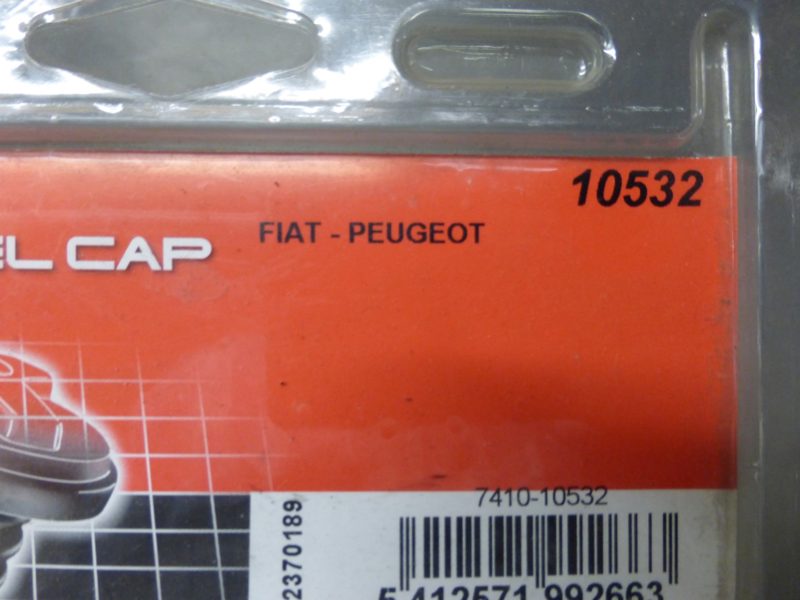 10532
EL CAP
FIAT - PEUGEOT
7410-10532
2370189
5 412571 992663